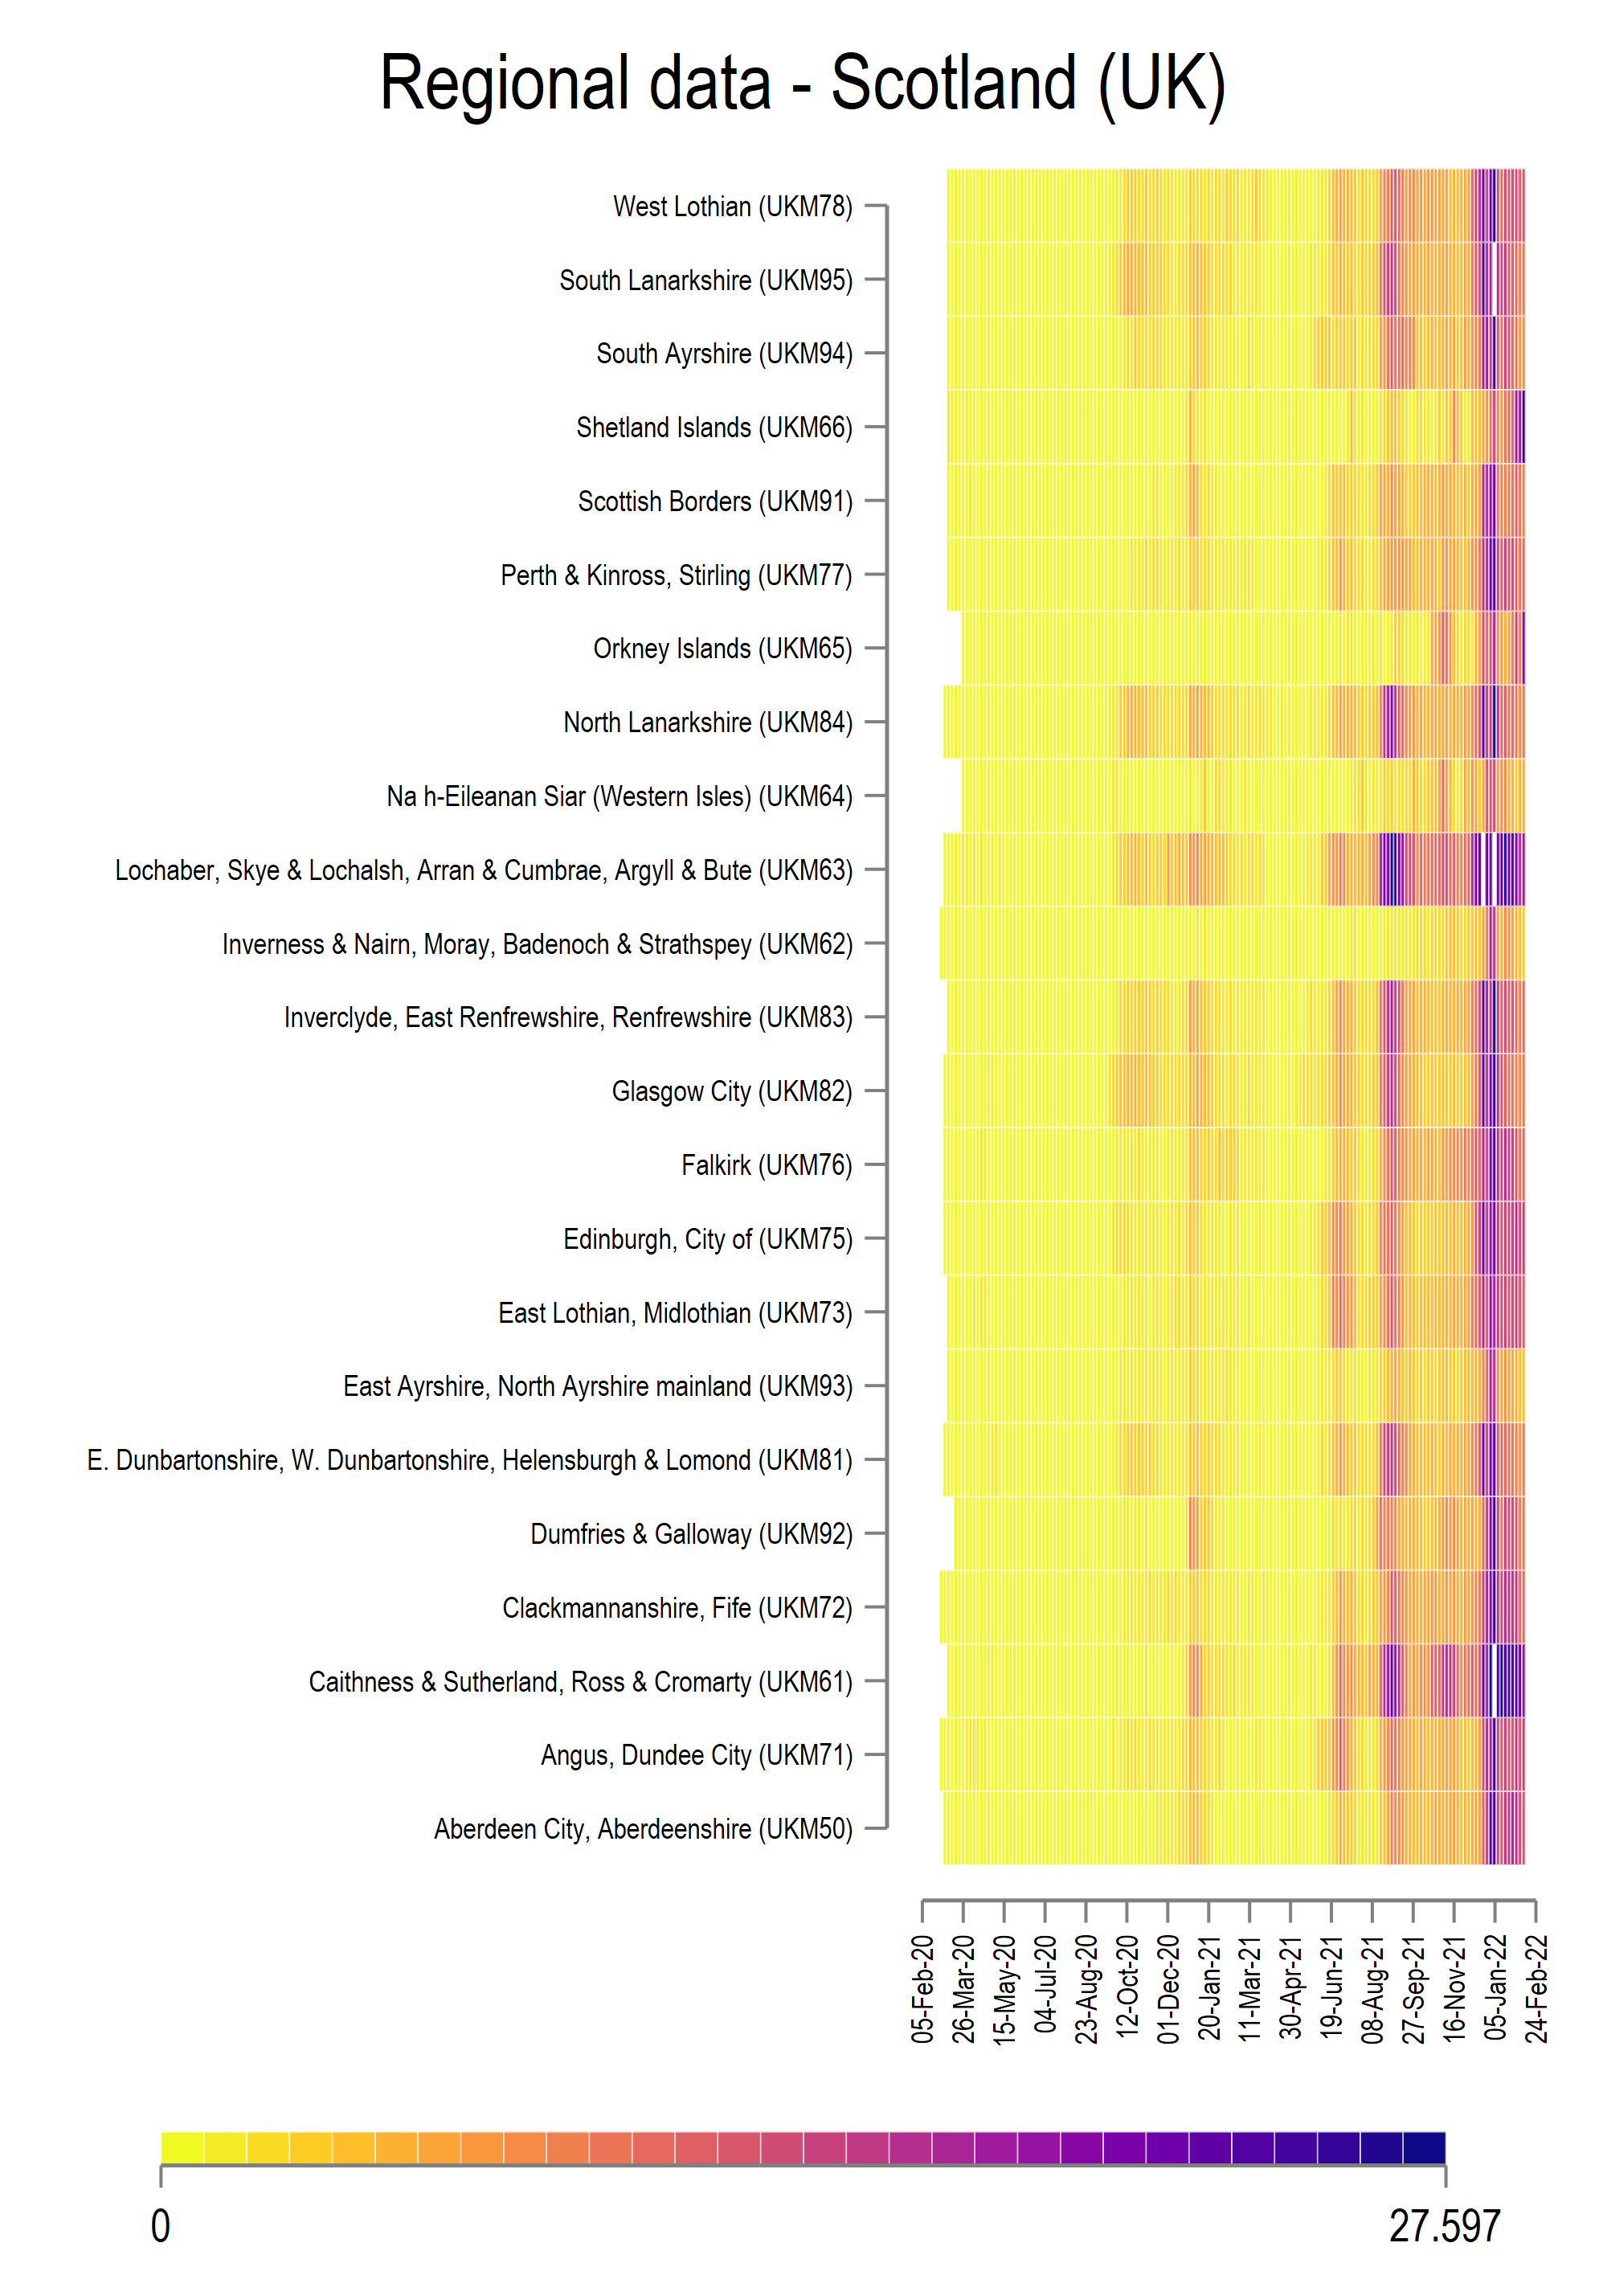 Regional data - Scotland (UK)
West Lothian (UKM78)
South Lanarkshire (UKM95)
South Ayrshire (UKM94)
Shetland Islands (UKM66)
Scottish Borders (UKM91)
Perth & Kinross, Stirling (UKM77)
Orkney Islands (UKM65)
North Lanarkshire (UKM84)
Na h-Eileanan Siar (Western Isles) (UKM64)
Lochaber, Skye & Lochalsh, Arran & Cumbrae, Argyll & Bute (UKM63)
Inverness & Nairn, Moray, Badenoch & Strathspey (UKM62)
Inverclyde, East Renfrewshire, Renfrewshire (UKM83)
Glasgow City (UKM82)
Falkirk (UKM76)
Edinburgh, City of (UKM75)
East Lothian, Midlothian (UKM73)
East Ayrshire, North Ayrshire mainland (UKM93)
E. Dunbartonshire, W. Dunbartonshire, Helensburgh & Lomond (UKM81)
Dumfries & Galloway (UKM92)
Clackmannanshire, Fife (UKM72)
Caithness & Sutherland, Ross & Cromarty (UKM61)
Angus, Dundee City (UKM71)
Aberdeen City, Aberdeenshire (UKM50)
05-Feb-20
26-Mar-20
15-May-20
04-Jul-20
23-Aug-20
12-Oct-20
01-Dec-20
20-Jan-21
11-Mar-21
30-Apr-21
19-Jun-21
08-Aug-21
27-Sep-21
16-Nov-21
05-Jan-22
24-Feb-22
0
27.597